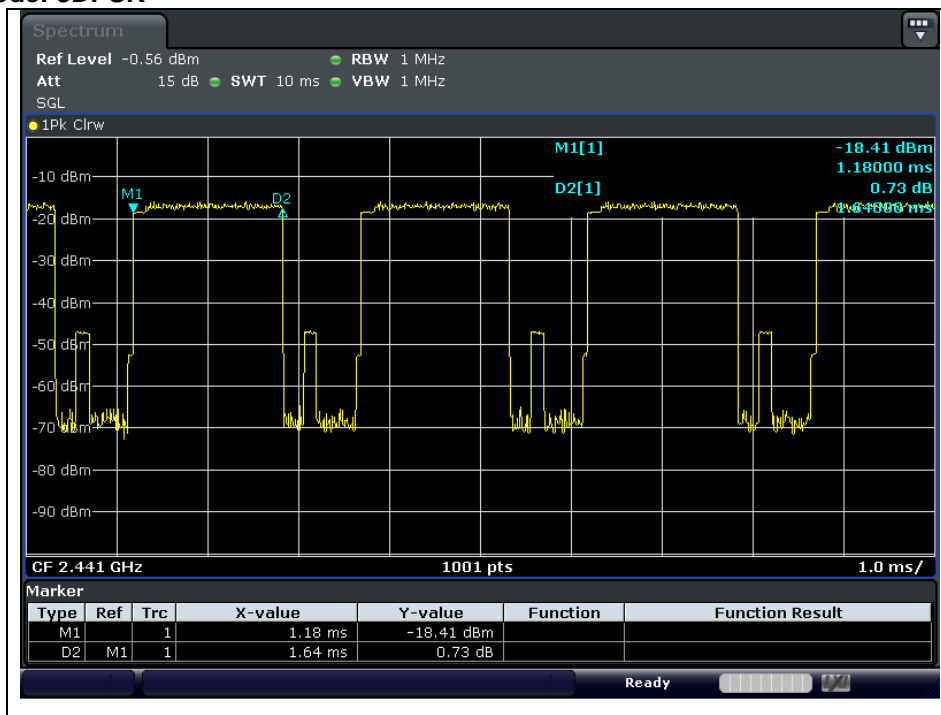 Spectrum
Ref Level -0.56 dBm RBW 1 MHz
Att 15 dB SWT 10 ms VBW 1 MHz
SGL
1Pk Clrw
M1[1] -18.41 dBm
1.18000 ms
D2[1] 0.73 dB
1.64000 ms
M1
D2
-10 dBm
-20 dBm
-30 dBm
-40 dBm
-50 dBm
-60 dBm
-70 dBm
-80 dBm
-90 dBm
CF 2.441 GHz 1001 pts 1.0 ms/
Marker
Type Ref Trc X-value Y-value Function Function Result
M1 1 1.18 ms -18.41 dBm
D2 M1 1 1.64 ms 0.73 dB
Ready